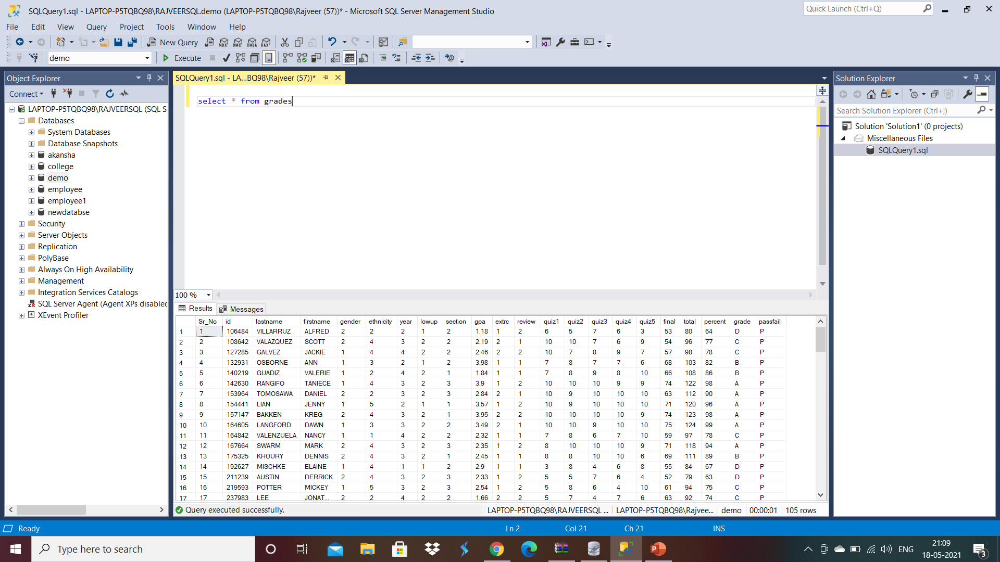 SQLQuery1.sql - LAPTOP-P5TQBQ98\RAJVEERSQL.demo (LAPTOP-P5TQBQ98\Rajveer (57))* - Microsoft SQL Server Management Studio
Quick Launch (Ctrl+Q)
File Edit View Query Project Tools Window Help
New Query MDX DMX XMLA DAX
demo Execute
Object Explorer
Connect
LAPTOP-P5TQBQ98\RAJVEERSQL (SQL S
Databases
System Databases
Database Snapshots
akansha
college
demo
employee
employee1
newdatabse
Security
Server Objects
Replication
PolyBase
Always On High Availability
Management
Integration Services Catalogs
SQL Server Agent (Agent XPs disabled
XEvent Profiler
SQLQuery1.sql - LA...BQ98\Rajveer (57))*
select * from grades
100 %
Results Messages
Sr_No id lastname firstname gender ethnicity year lowup section gpa extrc review quiz1 quiz2 quiz3 quiz4 quiz5 final total percent grade passfail
1 1 106484 VILLARRUZ ALFRED 2 2 2 1 2 1.18 1 2 6 5 7 6 3 53 80 64 D P
2 2 108642 VALAZQUEZ SCOTT 2 4 3 2 2 2.19 2 1 10 10 7 6 9 54 96 77 C P
3 3 127285 GALVEZ JACKIE 1 4 4 2 2 2.46 2 2 10 7 8 9 7 57 98 78 C P
4 4 132931 OSBORNE ANN 1 3 2 1 2 3.98 1 1 7 8 7 7 6 68 103 82 B P
5 5 140219 GUADIZ VALERIE 1 2 4 2 1 1.84 1 1 7 8 9 8 10 66 108 86 B P
6 6 142630 RANGIFO TANIECE 1 4 3 2 3 3.9 1 2 10 10 10 9 9 74 122 98 A P
7 7 153964 TOMOSAWA DANIEL 2 2 3 2 3 2.84 2 1 10 9 10 10 10 63 112 90 A P
8 8 154441 LIAN JENNY 1 5 2 1 1 3.57 1 2 10 9 10 10 10 71 120 96 A P
9 9 157147 BAKKEN KREG 2 4 3 2 1 3.95 2 2 10 10 10 10 9 74 123 98 A P
10 10 164605 LANGFORD DAWN 1 3 3 2 2 3.49 2 1 10 10 9 10 10 75 124 99 A P
11 11 164842 VALENZUELA NANCY 1 1 4 2 2 2.32 1 1 7 8 6 7 10 59 97 78 C P
12 12 167664 SWARM MARK 2 4 3 2 3 2.35 1 2 8 10 10 10 9 71 118 94 A P
13 13 175325 KHOURY DENNIS 2 4 3 2 1 2.45 1 1 8 8 10 10 6 69 111 89 B P
14 14 192627 MISCHKE ELAINE 1 4 1 1 2 2.9 1 1 3 8 4 6 8 55 84 67 D P
15 15 211239 AUSTIN DERRICK 2 4 3 2 3 2.33 1 2 5 5 7 6 4 52 79 63 D P
16 16 219593 POTTER MICKEY 1 5 3 2 3 2.54 1 2 5 8 6 4 10 61 94 75 C P
17 17 237983 LEE JONAT... 2 2 4 2 2 1.66 2 2 5 7 4 7 6 63 92 74 C P
Query executed successfully. LAPTOP-P5TQBQ98\RAJVEERSQL ... LAPTOP-P5TQBQ98\Rajvee... demo 00:00:01 105 rows
Solution Explorer
Search Solution Explorer (Ctrl+;)
Solution 'Solution1' (0 projects)
Miscellaneous Files
SQLQuery1.sql
Ready Ln 2 Col 21 Ch 21 INS
Type here to search
ENG 21:09
18-05-2021
3